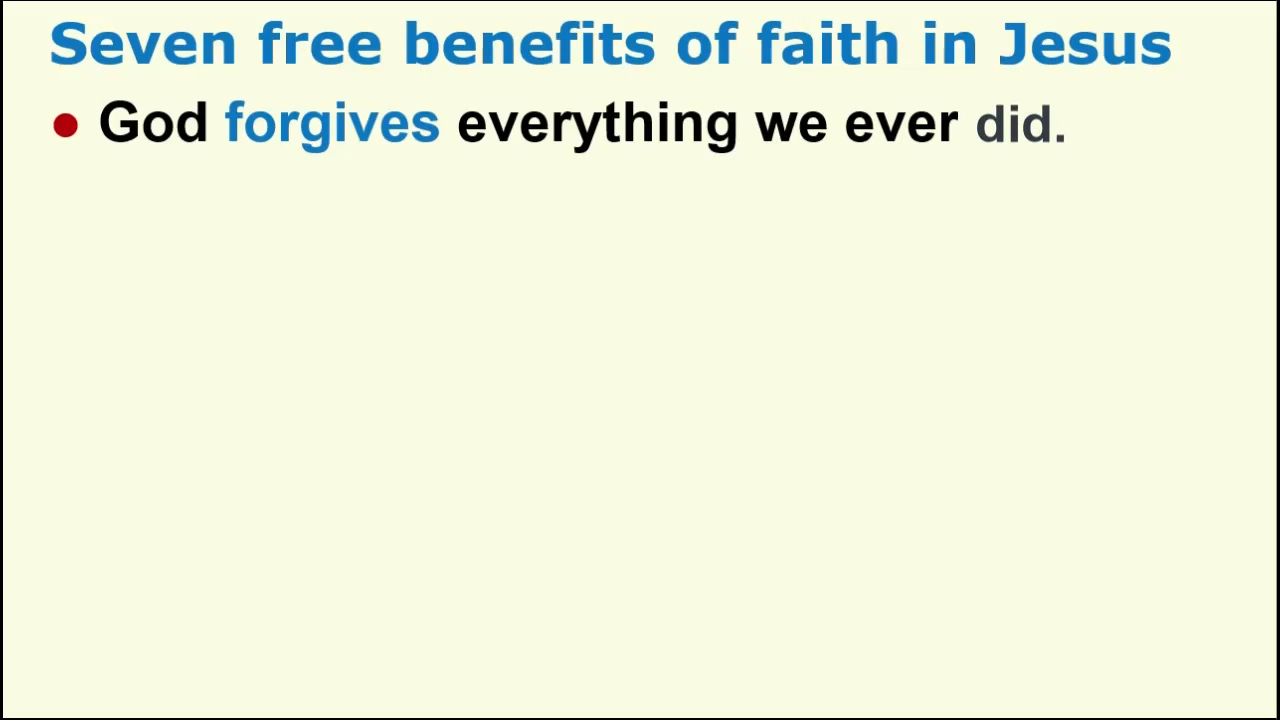 Seven free benefits of faith in Jesus
● God forgives everything we ever did.